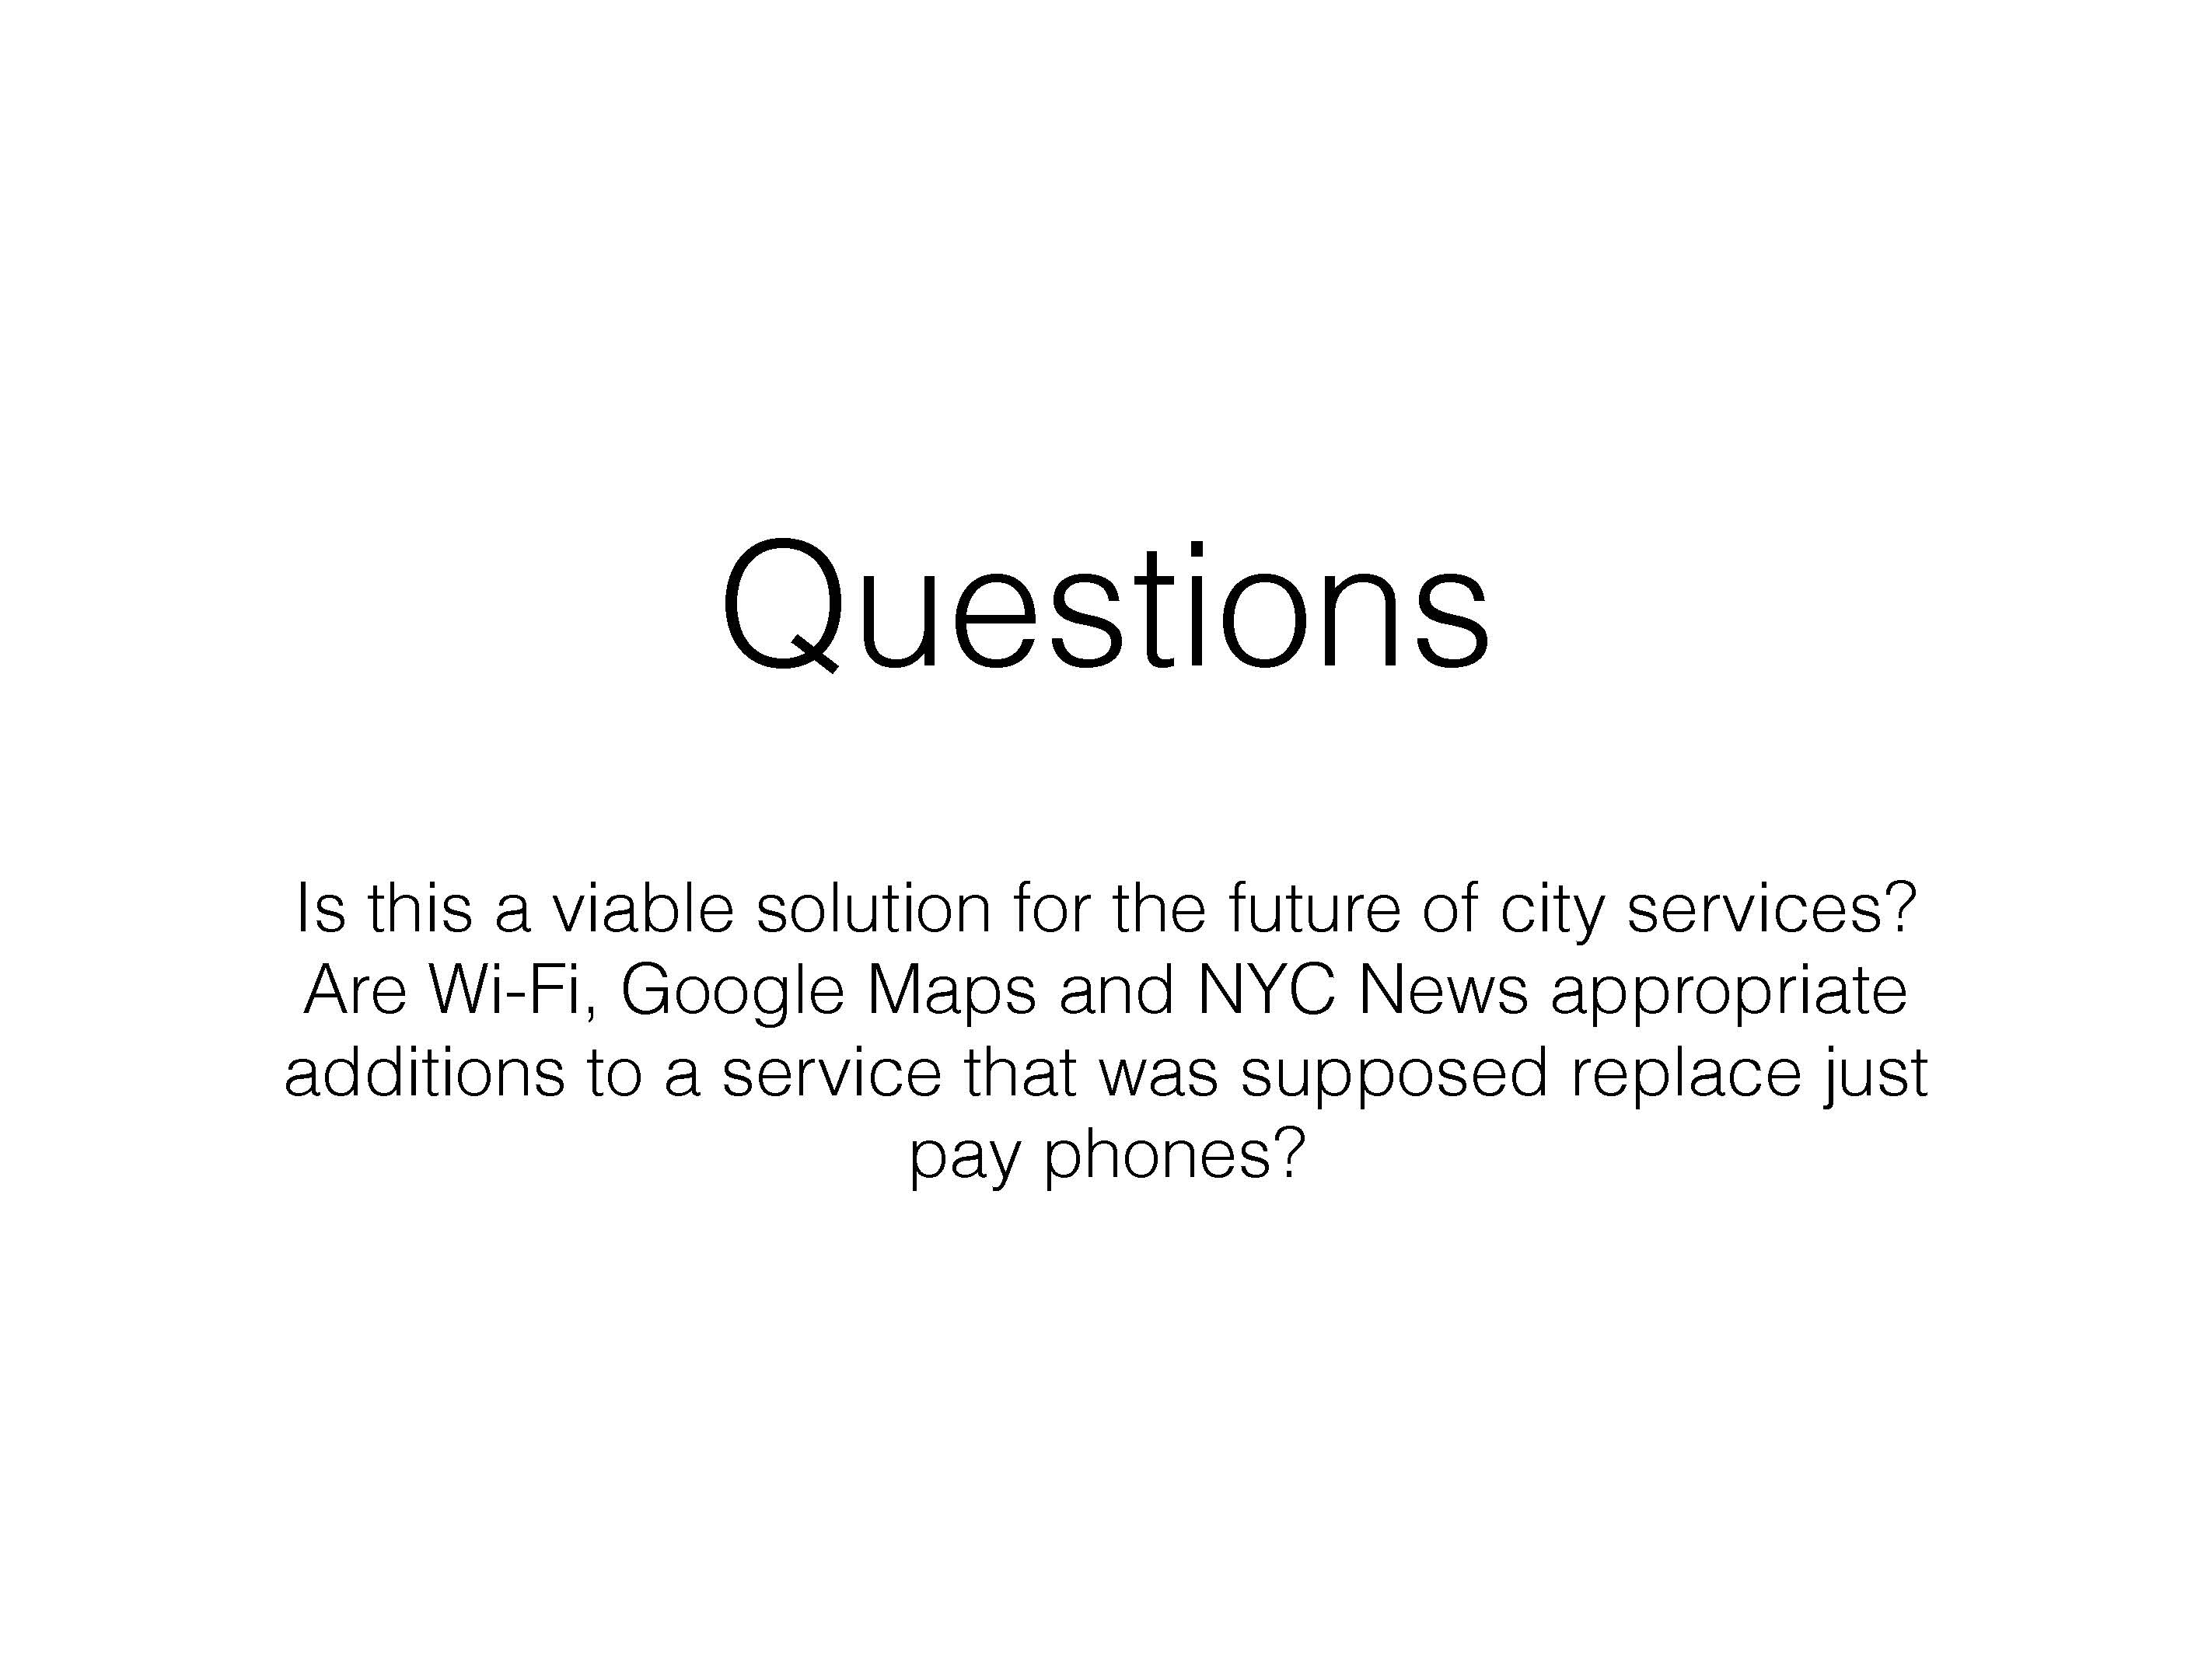 Questions
Is this a viable solution for the future of city services?
Are Wi-Fi, Google Maps and NYC News appropriate
additions to a service that was supposed replace just
pay phones?